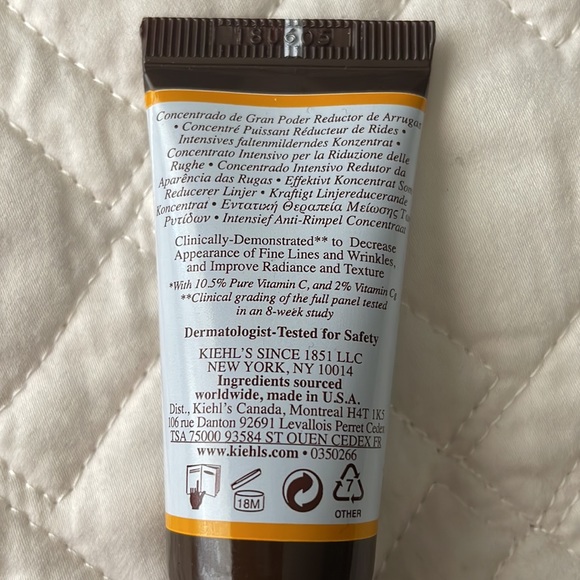 180605
Concentrado de Gran Poder Reductor de Arrugas
• Concentré Puissant Réducteur de Rides •
Intensives faltenmilderndes Konzentrat •
Concentrato Intensivo per la Riduzione delle
Rughe • Concentrado Intensivo Redutor da
Aparência das Rugas • Effektivt Koncentrat Som
Reducerer Linjer • Kraftigt Linjereducerande
Koncentrat • Εντατική Θεραπεία Μείωσης Των
Ρυτίδων • Intensief Anti-Rimpel Concentraat
Clinically-Demonstrated** to Decrease
Appearance of Fine Lines and Wrinkles,
and Improve Radiance and Texture
*With 10.5% Pure Vitamin C, and 2% Vitamin Cg
**Clinical grading of the full panel tested
in an 8-week study
Dermatologist-Tested for Safety
KIEHL'S SINCE 1851 LLC
NEW YORK, NY 10014
Ingredients sourced
worldwide, made in U.S.A.
Dist., Kiehl's Canada, Montreal H4T 1K5
106 rue Danton 92691 Levallois Perret Cedex
TSA 75000 93584 ST OUEN CEDEX FR
www.kiehls.com • 0350266
18M
7
OTHER